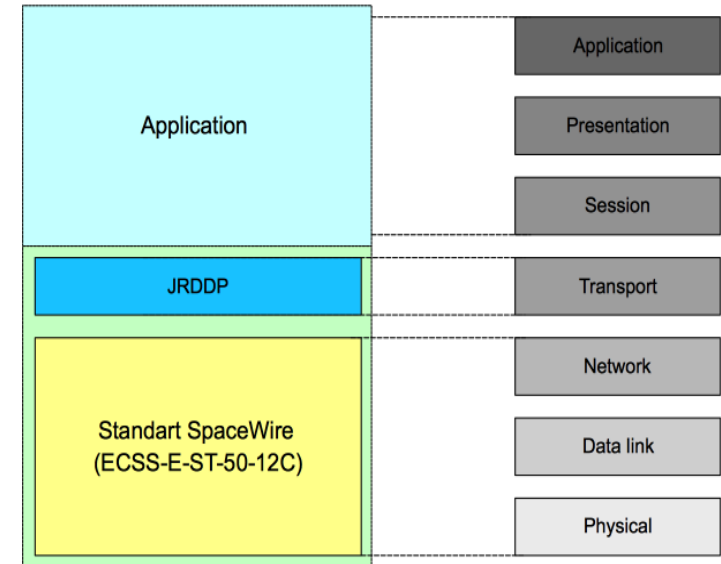 Application
JRDDP
Standart SpaceWire
(ECSS-E-ST-50-12C)
Application
Presentation
Session
Transport
Network
Data link
Physical